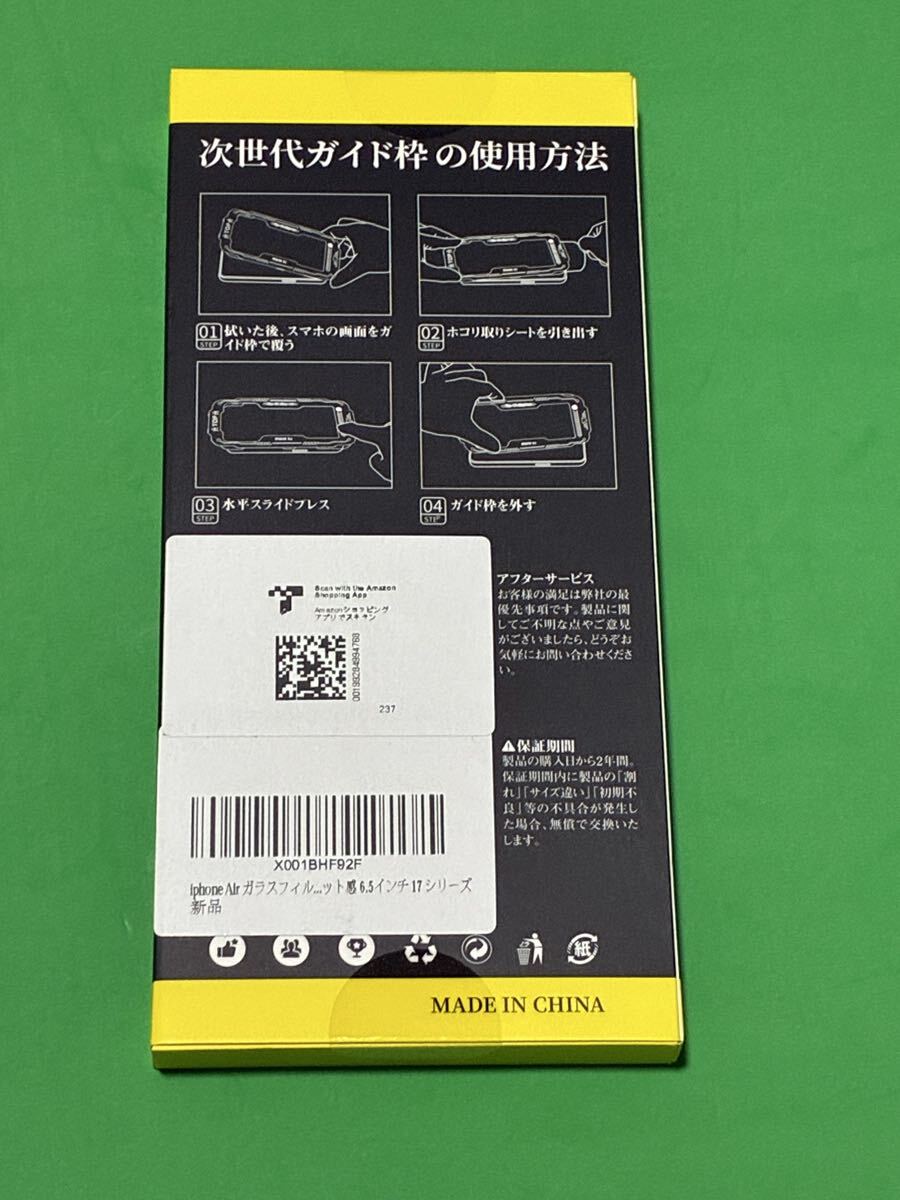 次世代ガイド枠の使用方法
01
STEP
拭いた後、スマホの画面をガ
イド枠で覆う
02
STEP
ホコリ取りシートを引き出す
03
STEP
水平スライドプレス
04
STEP
ガイド枠を外す
Scan with the Amazon
Shopping App
Amazonショッピング
アプリでスキャン
001992B4994768
237
X001BHF92F
iphone Air ガラスフィル...ット感 6.5インチ 17 シリーズ
新品
アフターサービス
お客様の満足は弊社の最
優先事項です。製品に関
してご不明な点やご意見
がございましたら、どうぞお
気軽にお問い合わせくださ
い。
⚠保証期間
製品の購入日から2年間。
保証期間内に製品の「割
れ」「サイズ違い」「初期不
良」等の不具合が発生し
た場合、無償で交換いた
します。
紙
MADE IN CHINA